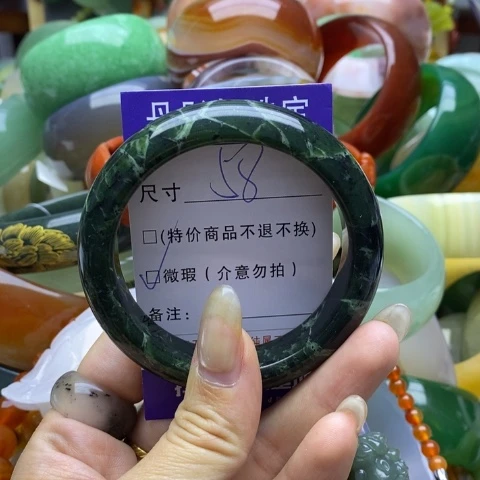 尺寸 58
□(特价商品不退不换)
□微瑕(介意勿拍)
备注: